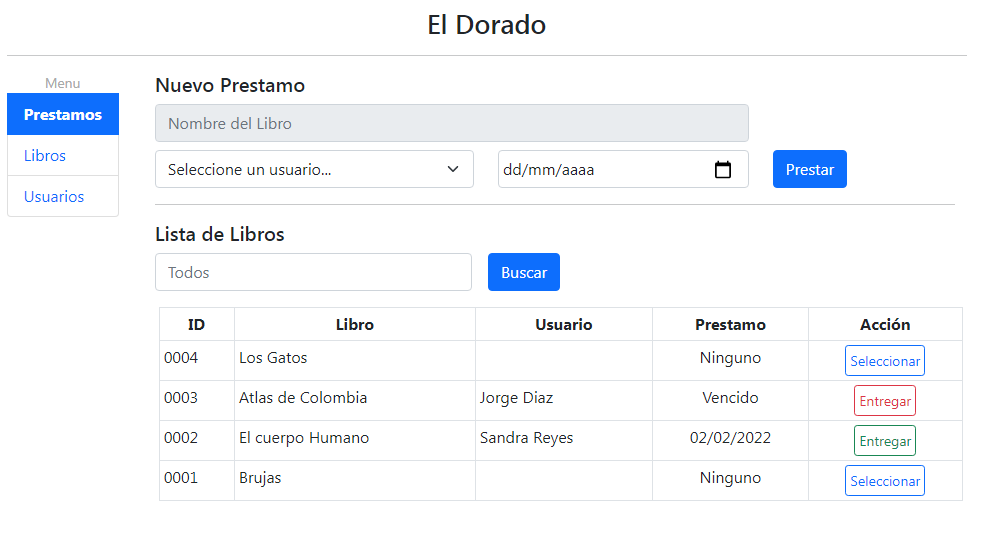 El Dorado
Menu
Prestamos
Libros
Usuarios
Nuevo Prestamo
Nombre del Libro
Seleccione un usuario... dd/mm/aaaa Prestar
Lista de Libros
Todos Buscar
ID Libro Usuario Prestamo Acción
0004 Los Gatos Ninguno Seleccionar
0003 Atlas de Colombia Jorge Diaz Vencido Entregar
0002 El cuerpo Humano Sandra Reyes 02/02/2022 Entregar
0001 Brujas Ninguno Seleccionar